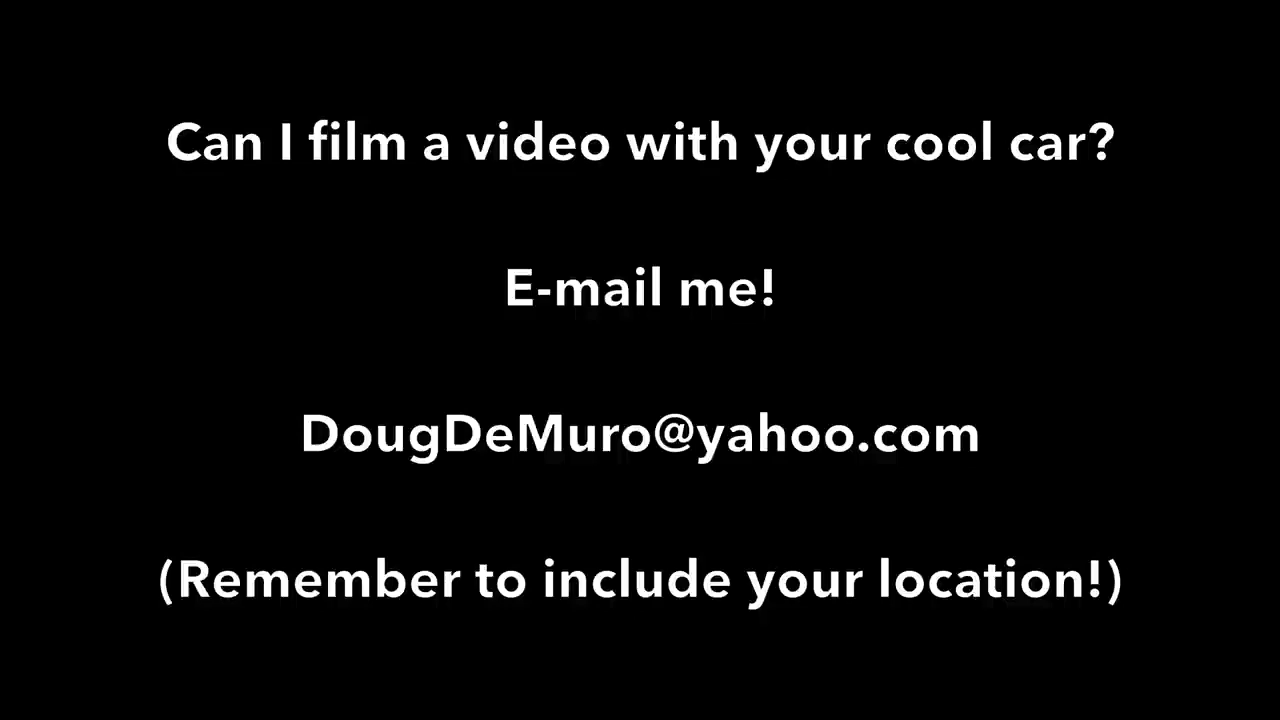 Can I film a video with your cool car?
E-mail me!
DougDeMuro@yahoo.com
(Remember to include your location!)